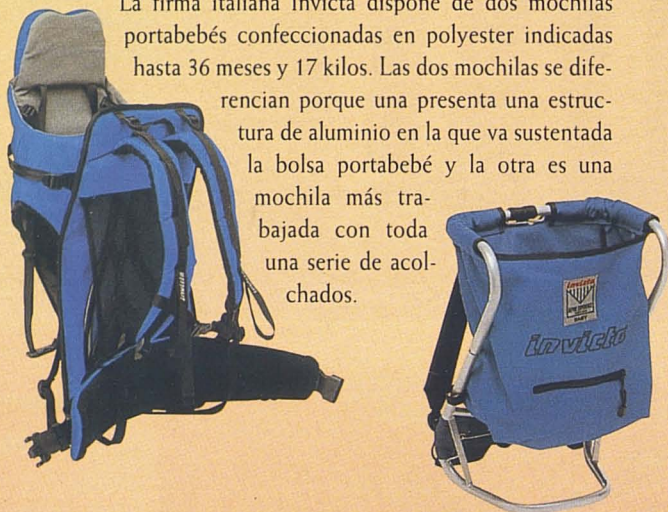 La firma italiana Invicta dispone de dos mochilas
portabebés confeccionadas en polyester indicadas
hasta 36 meses y 17 kilos. Las dos mochilas se dife-
rencian porque una presenta una estruc-
tura de aluminio en la que va sustentada
la bolsa portabebé y la otra es una
mochila más tra-
bajada con toda
una serie de acol-
chados.
invicta
invicta
invicta